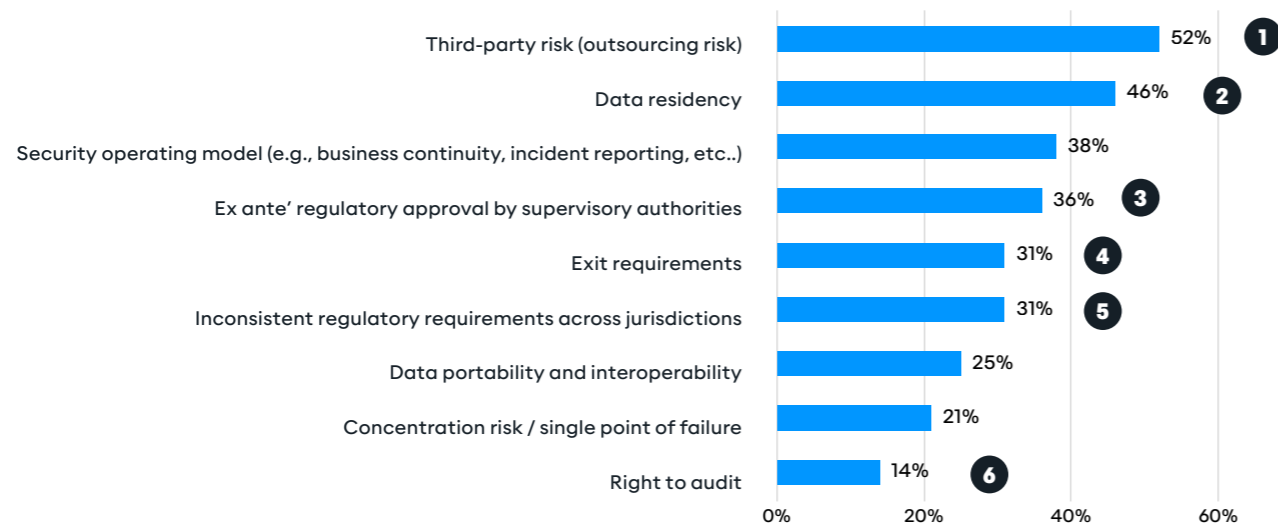 Third-party risk (outsourcing risk) 52% 1
Data residency 46% 2
Security operating model (e.g., business continuity, incident reporting, etc..) 38%
Ex ante’ regulatory approval by supervisory authorities 36% 3
Exit requirements 31% 4
Inconsistent regulatory requirements across jurisdictions 31% 5
Data portability and interoperability 25%
Concentration risk / single point of failure 21%
Right to audit 14% 6
0% 20% 40% 60%